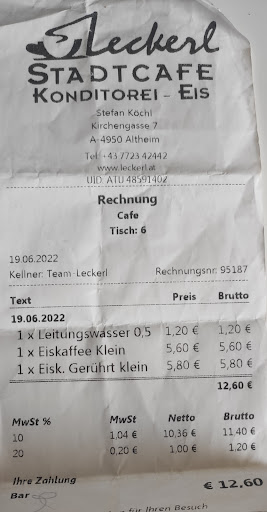 Leckerl
STADTCAFE
KONDITOREI - EIS
Stefan Köchl
Kirchengasse 7
A-4950 Altheim
Tel: +43 7723 42442
www.leckerl.at
UID: ATU 48591402
Rechnung
Cafe
Tisch: 6
19.06.2022
Kellner: Team-Leckerl Rechnungsnr: 95187
Text Preis Brutto
19.06.2022
1 x Leitungswasser 0,5 1,20 € 1,20 €
1 x Eiskaffee Klein 5,60 € 5,60 €
1 x Eisk. Gerührt klein 5,80 € 5,80 €
12,60 €
MwSt % MwSt Netto Brutto
10 1,04 € 10,36 € 11,40 €
20 0,20 € 1,00 € 1,20 €
Ihre Zahlung € 12,60
Bar
für Ihren Besuch